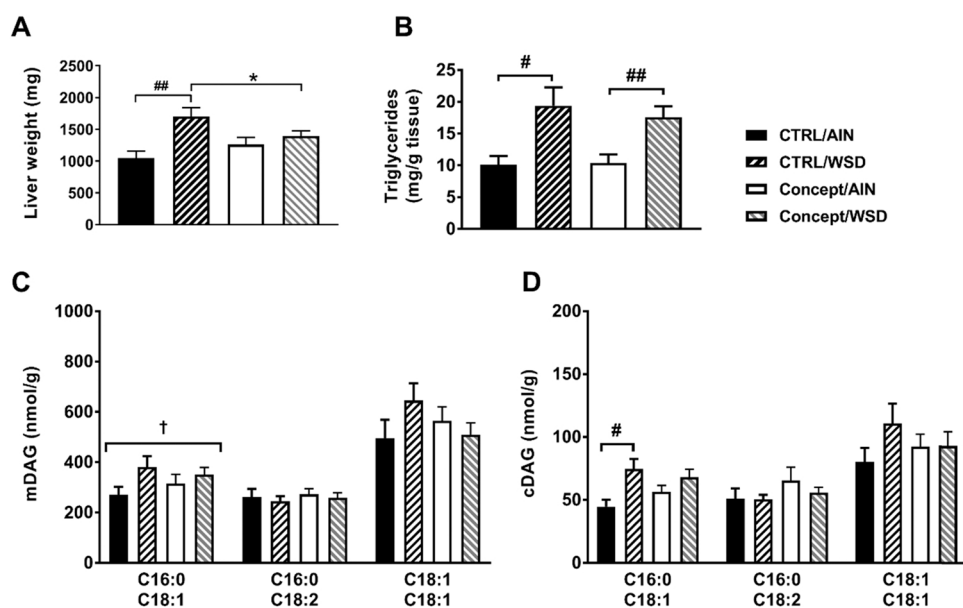 A
Liver weight (mg)
2500
2000
1500
1000
500
0
##
*
B
Triglycerides
(mg/g tissue)
25
20
15
10
5
0
#
##
CTRL/AIN
CTRL/WSD
Concept/AIN
Concept/WSD
C
mDAG (nmol/g)
1000
800
600
400
200
0
†
C16:0 C16:0 C18:1
C18:1 C18:2 C18:1
D
cDAG (nmol/g)
200
150
100
50
0
#
C16:0 C16:0 C18:1
C18:1 C18:2 C18:1